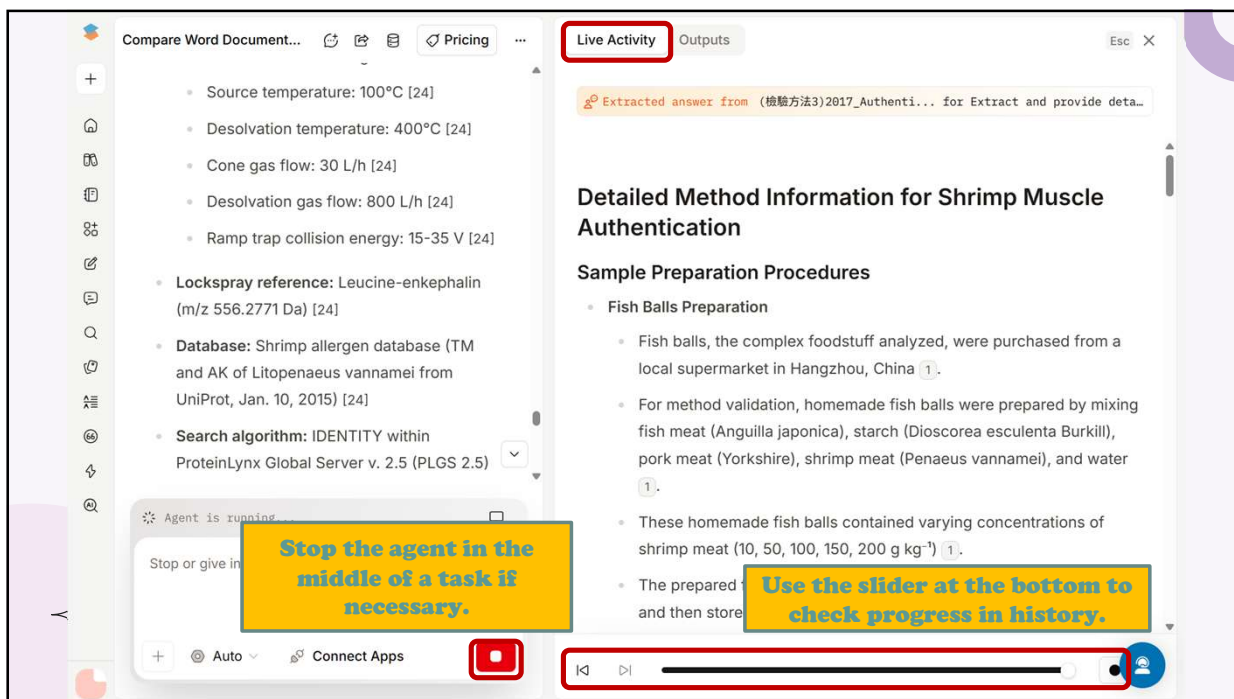 Compare Word Document...
Pricing
Source temperature: 100°C [24]
Desolvation temperature: 400°C [24]
Cone gas flow: 30 L/h [24]
Desolvation gas flow: 800 L/h [24]
Ramp trap collision energy: 15-35 V [24]
Lockspray reference: Leucine-enkephalin
(m/z 556.2771 Da) [24]
Database: Shrimp allergen database (TM
and AK of Litopenaeus vannamei from
UniProt, Jan. 10, 2015) [24]
Search algorithm: IDENTITY within
ProteinLynx Global Server v. 2.5 (PLGS 2.5)
Agent is running...
Stop or give in
Stop the agent in the
middle of a task if
necessary.
Auto
Connect Apps
Live Activity
Outputs
Esc
Extracted answer from (檢驗方法3)2017_Authenti... for Extract and provide deta…
Detailed Method Information for Shrimp Muscle
Authentication
Sample Preparation Procedures
Fish Balls Preparation
Fish balls, the complex foodstuff analyzed, were purchased from a
local supermarket in Hangzhou, China 1.
For method validation, homemade fish balls were prepared by mixing
fish meat (Anguilla japonica), starch (Dioscorea esculenta Burkill),
pork meat (Yorkshire), shrimp meat (Penaeus vannamei), and water
1.
These homemade fish balls contained varying concentrations of
shrimp meat (10, 50, 100, 150, 200 g kg⁻¹) 1.
The prepared
and then store
Use the slider at the bottom to
check progress in history.